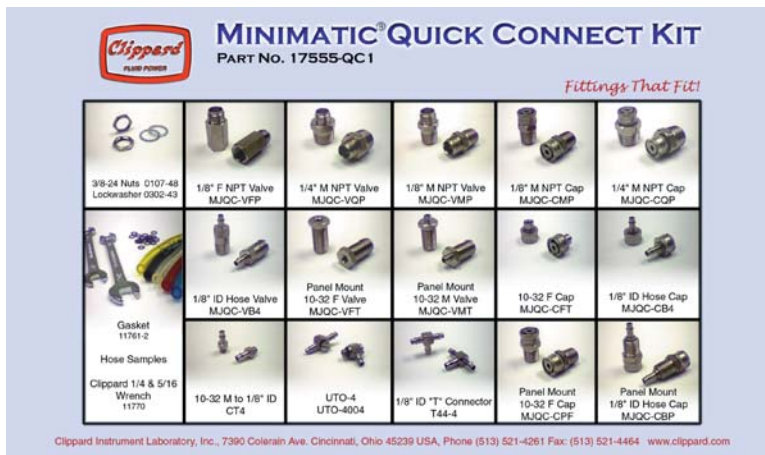 Clippard
FLUID POWER
MINIMATIC® QUICK CONNECT KIT
PART NO. 17555-QC1
Fittings That Fit!
3/8-24 Nuts 0107-48
Lockwasher 0302-43
1/8" F NPT Valve
MJQC-VFP
1/4" M NPT Valve
MJQC-VQP
1/8" M NPT Valve
MJQC-VMP
1/8" M NPT Cap
MJQC-CMP
1/4" M NPT Cap
MJQC-CQP
Gasket
11761-2
Hose Samples
Clippard 1/4 & 5/16
Wrench
11770
1/8" ID Hose Valve
MJQC-VB4
Panel Mount
10-32 F Valve
MJQC-VFT
Panel Mount
10-32 M Valve
MJQC-VMT
10-32 F Cap
MJQC-CFT
1/8" ID Hose Cap
MJQC-CB4
10-32 M to 1/8" ID
CT4
UTO-4
UTO-4004
1/8" ID "T" Connector
T44-4
Panel Mount
10-32 F Cap
MJQC-CPF
Panel Mount
1/8" ID Hose Cap
MJQC-CBP
Clippard Instrument Laboratory, Inc., 7390 Colerain Ave. Cincinnati, Ohio 45239 USA, Phone (513) 521-4261 Fax: (513) 521-4464 www.clippard.com